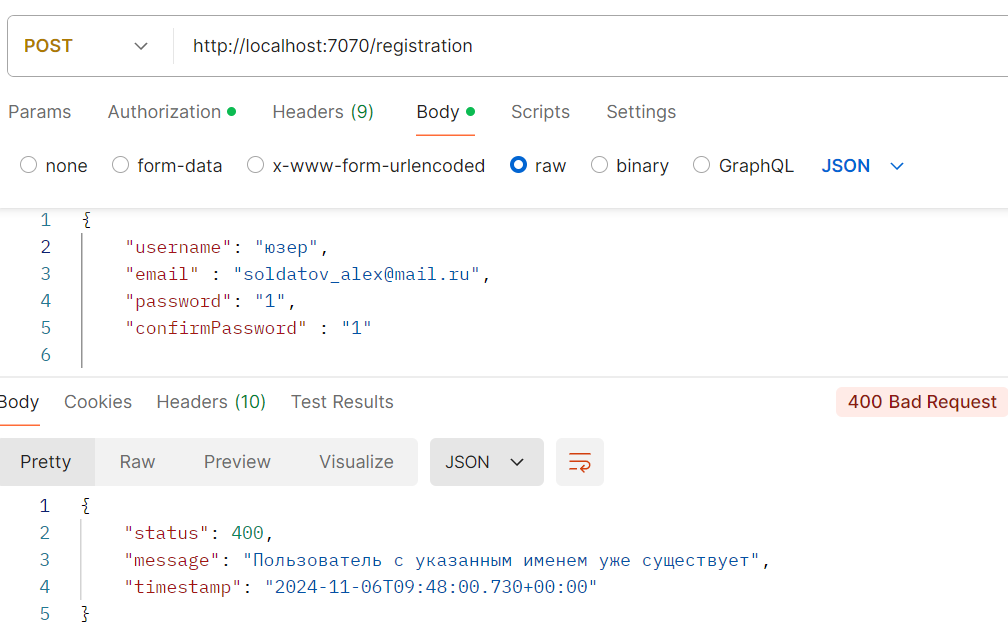 POST http://localhost:7070/registration
Params Authorization Headers (9) Body Scripts Settings
none form-data x-www-form-urlencoded raw binary GraphQL JSON
1 {
2 "username": "юзер",
3 "email" : "soldatov_alex@mail.ru",
4 "password": "1",
5 "confirmPassword" : "1"
6
Body Cookies Headers (10) Test Results 400 Bad Request
Pretty Raw Preview Visualize JSON
1 {
2 "status": 400,
3 "message": "Пользователь с указанным именем уже существует",
4 "timestamp": "2024-11-06T09:48:00.730+00:00"
5 }